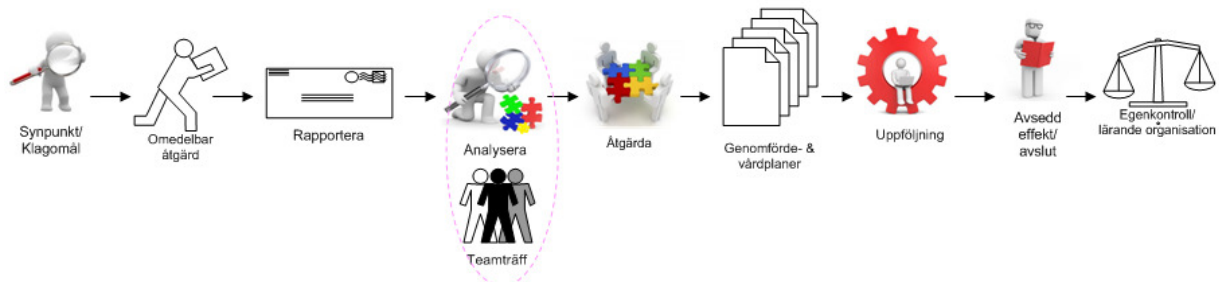 Synpunkt/
Klagomål
Omedelbar
åtgärd
Rapportera
Analysera
Teamträff
Åtgärda
Genomförde- &
vårdplaner
Uppföljning
Avsedd
effekt/
avslut
Egenkontroll/
lärande organisation